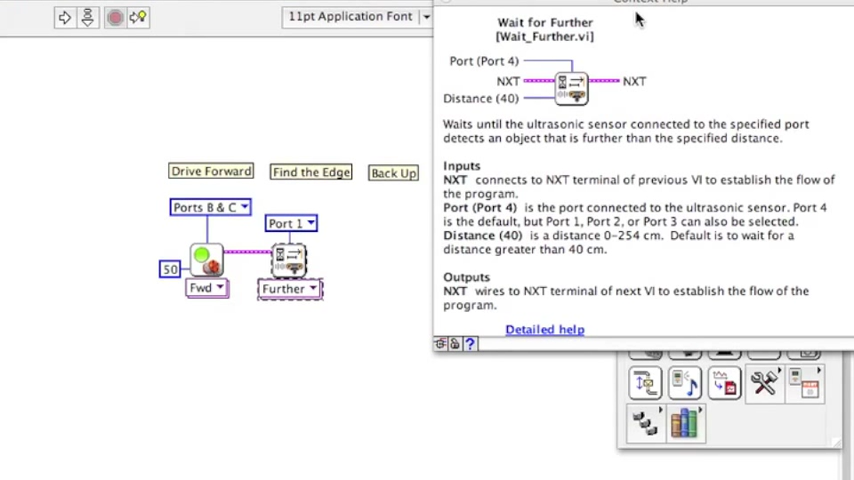 11pt Application Font
Context Help
Wait for Further
[Wait_Further.vi]
Port (Port 4)
NXT
NXT
Distance (40)
Waits until the ultrasonic sensor connected to the specified port
detects an object that is further than the specified distance.
Inputs
NXT connects to NXT terminal of previous VI to establish the flow of
the program.
Port (Port 4) is the port connected to the ultrasonic sensor. Port 4
is the default, but Port 1, Port 2, or Port 3 can also be selected.
Distance (40) is a distance 0-254 cm. Default is to wait for a
distance greater than 40 cm.
Outputs
NXT wires to NXT terminal of next VI to establish the flow of the
program.
Detailed help
?
Drive Forward
Find the Edge
Back Up
Ports B & C
Port 1
50
Fwd
Further